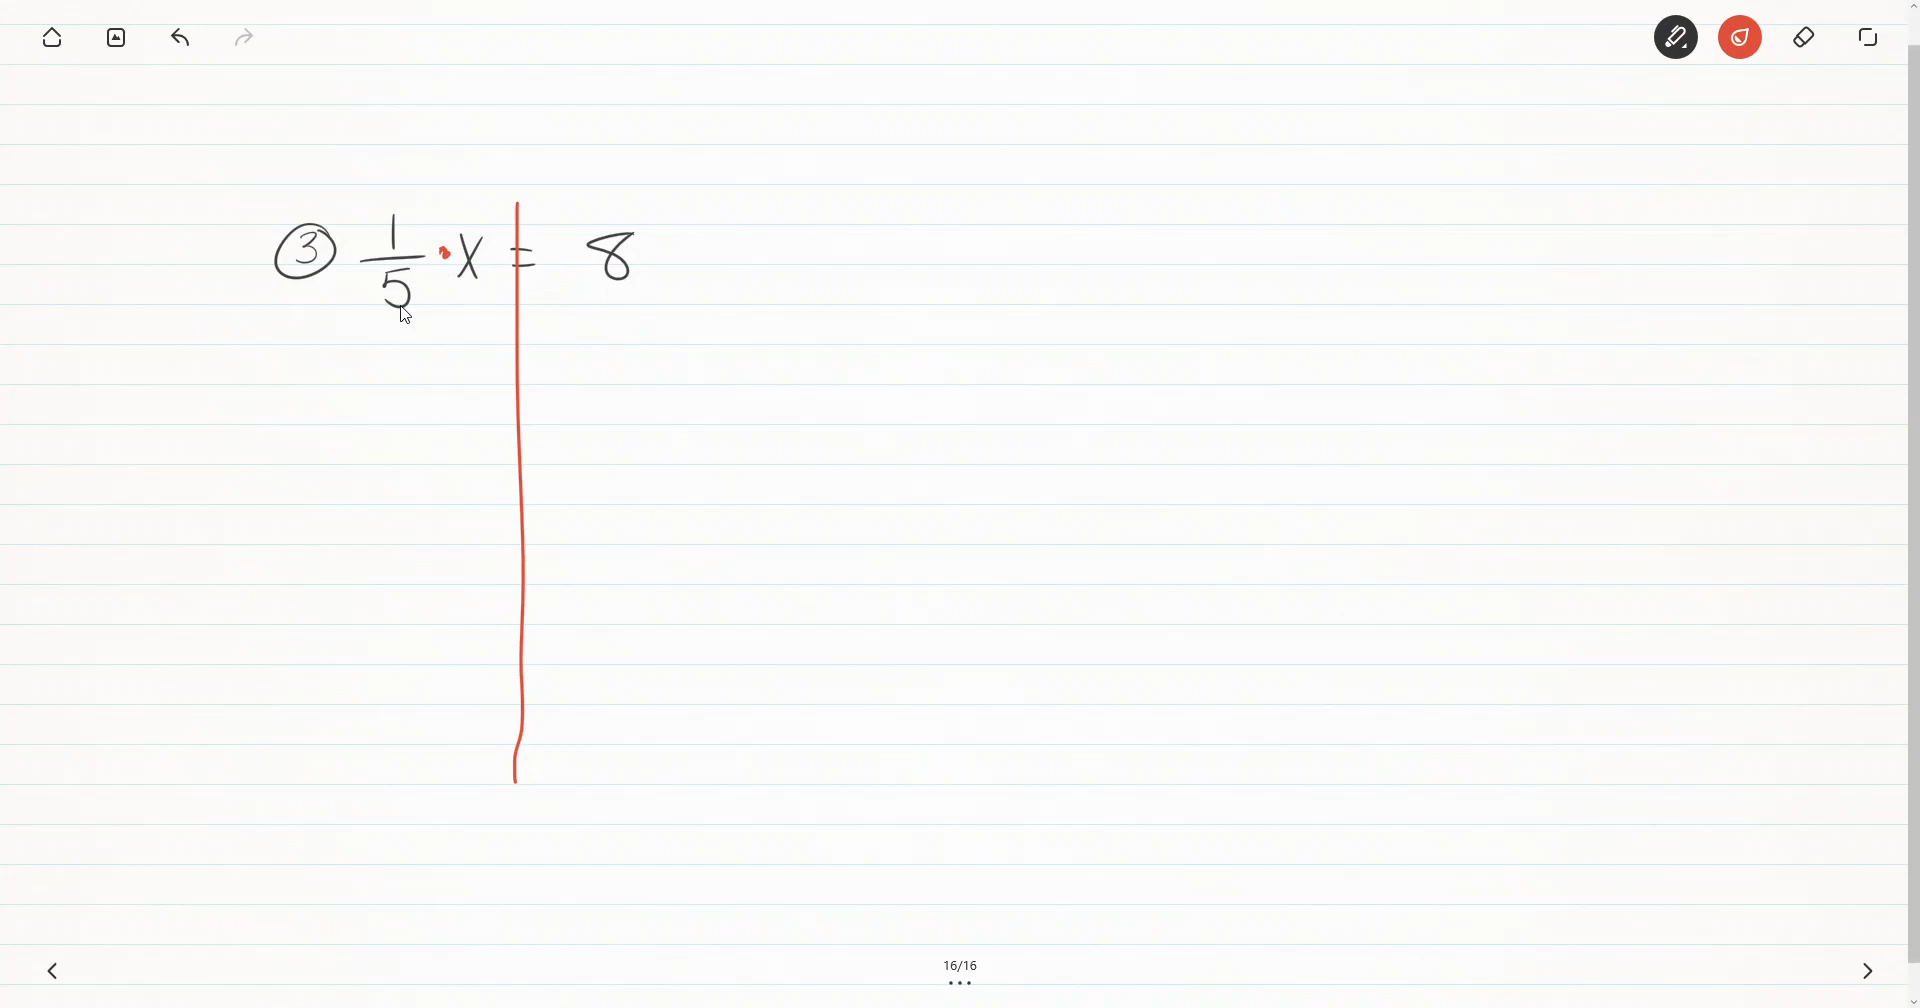 ③ 1/5 · x = 8
16/16